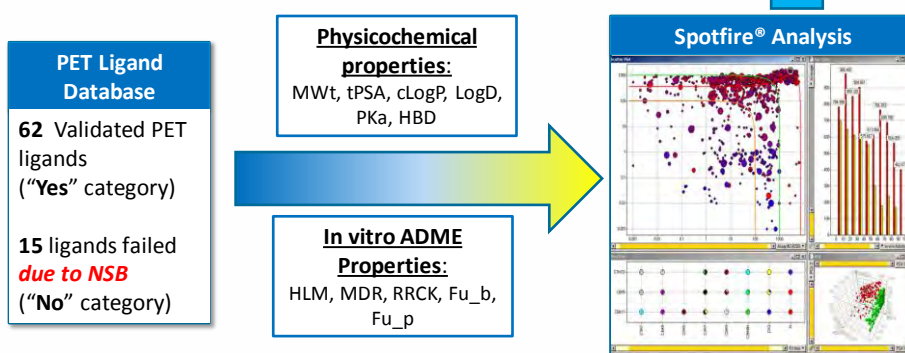 PET Ligand
Database
62 Validated PET
ligands
(“Yes” category)
15 ligands failed
due to NSB
(“No” category)
Physicochemical
properties:
MWt, tPSA, cLogP, LogD,
PKa, HBD
In vitro ADME
Properties:
HLM, MDR, RRCK, Fu_b,
Fu_p
Spotfire® Analysis